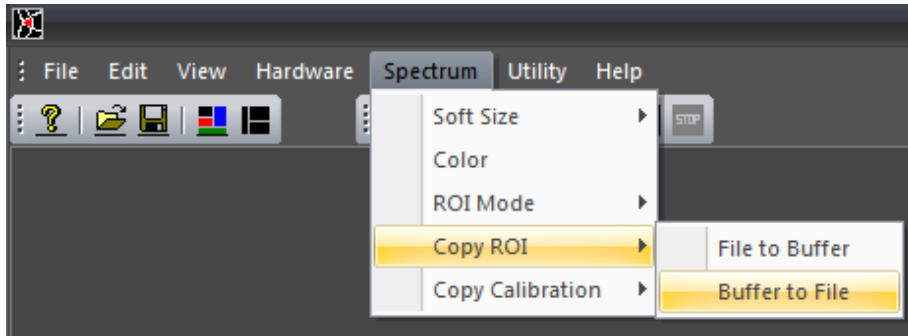 File Edit View Hardware Spectrum Utility Help
Soft Size
STOP
Color
ROI Mode
Copy ROI
File to Buffer
Copy Calibration
Buffer to File